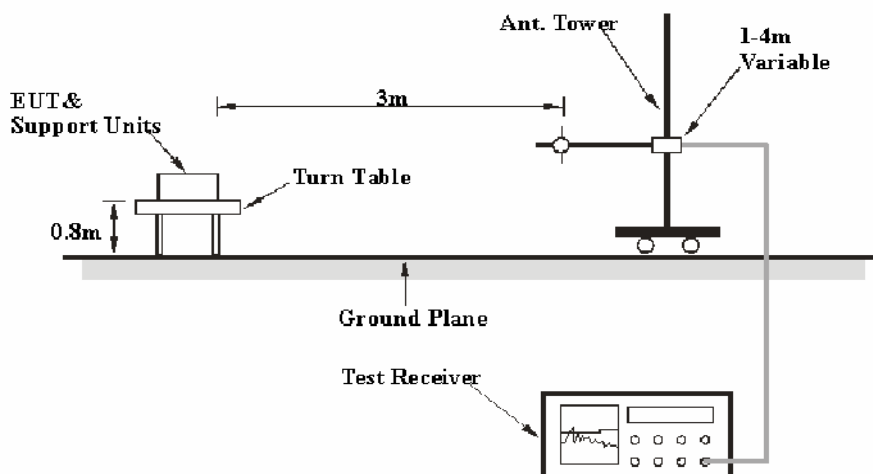 Ant. Tower
1-4m
Variable
3m
EUT&
Support Units
Turn Table
0.8m
Ground Plane
Test Receiver